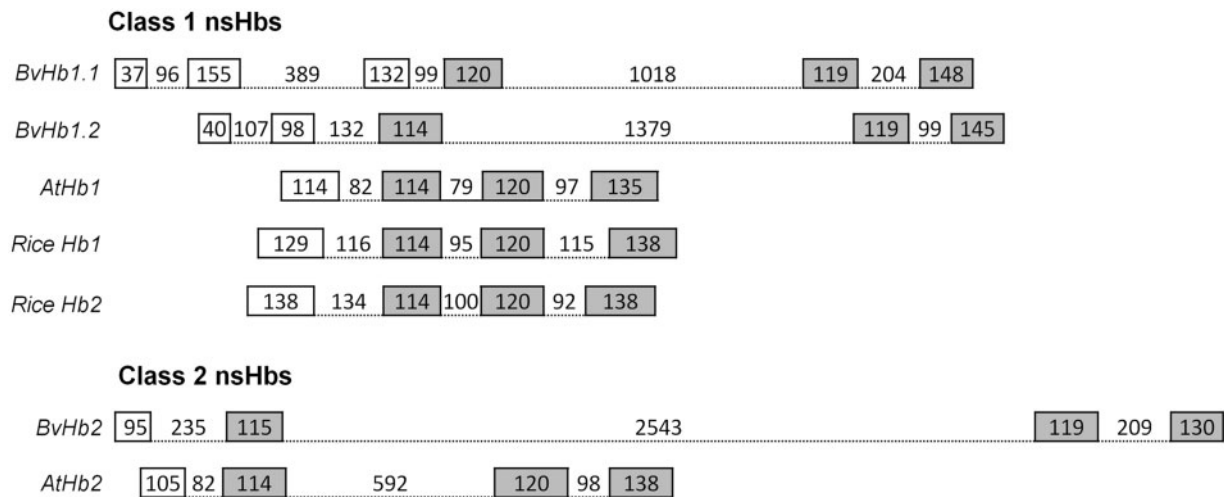 Class 1 nsHbs
BvHb1.1 37 96 155 389 132 99 120 1018 119 204 148
BvHb1.2 40 107 98 132 114 1379 119 99 145
AtHb1 114 82 114 79 120 97 135
Rice Hb1 129 116 114 95 120 115 138
Rice Hb2 138 134 114 100 120 92 138
Class 2 nsHbs
BvHb2 95 235 115 2543 119 209 130
AtHb2 105 82 114 592 120 98 138